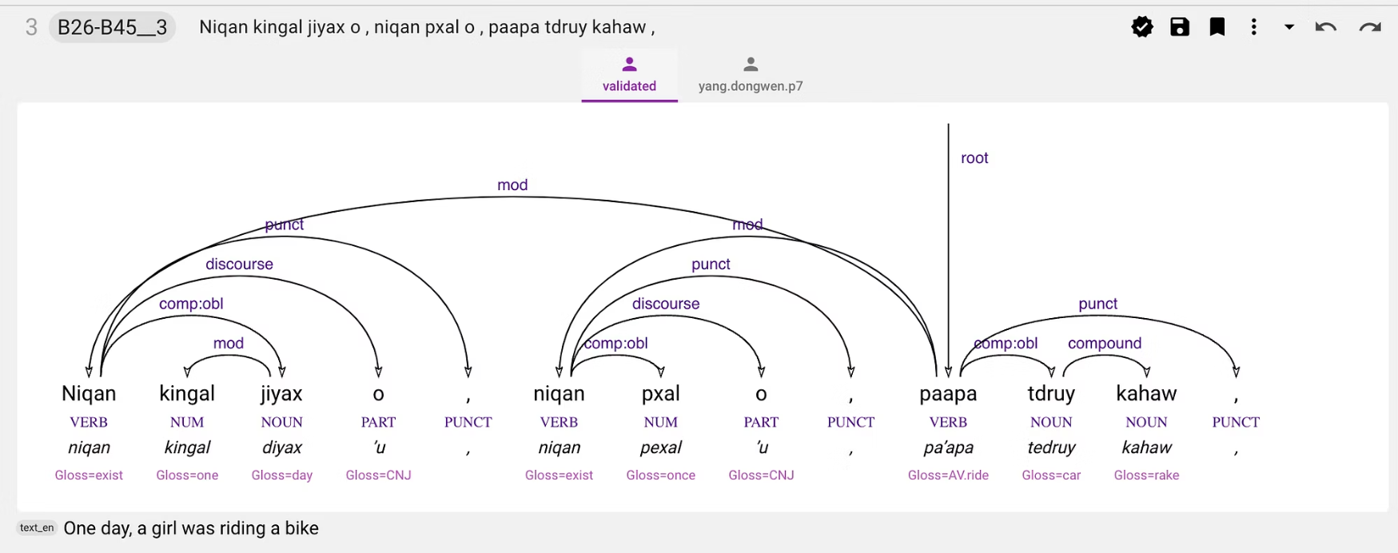 3 B26-B45__3 Niqan kingal jiyax o , niqan pxal o , paapa tdruy kahaw ,
validated yang.dongwen.p7
root
mod
punct mod
discourse punct
comp:obl discourse punct
mod comp:obl comp:obl compound
Niqan kingal jiyax o , niqan pxal o , paapa tdruy kahaw ,
VERB NUM NOUN PART PUNCT VERB NUM PART PUNCT VERB NOUN NOUN PUNCT
niqan kingal diyax 'u , niqan pexal 'u , pa'apa tedruy kahaw ,
Gloss=exist Gloss=one Gloss=day Gloss=CNJ Gloss=exist Gloss=once Gloss=CNJ Gloss=AV.ride Gloss=car Gloss=rake
text_en One day, a girl was riding a bike